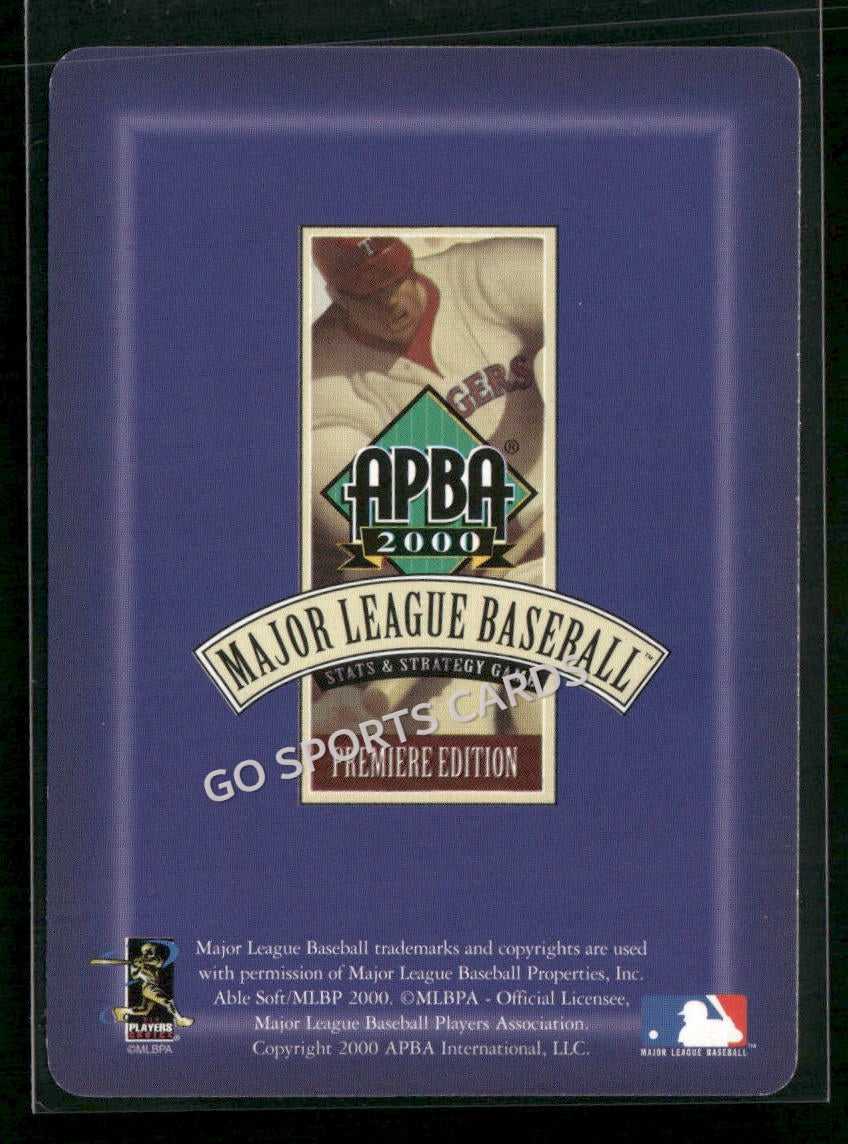 T
GERS
APBA®
2000
MAJOR LEAGUE BASEBALL™
STATS & STRATEGY GAME
GO SPORTS CARDS
PREMIERE EDITION
Major League Baseball trademarks and copyrights are used
with permission of Major League Baseball Properties, Inc.
Able Soft/MLBP 2000. ©MLBPA - Official Licensee,
Major League Baseball Players Association.
Copyright 2000 APBA International, LLC.
PLAYERS
CHOICE
©MLBPA
MAJOR LEAGUE BASEBALL™